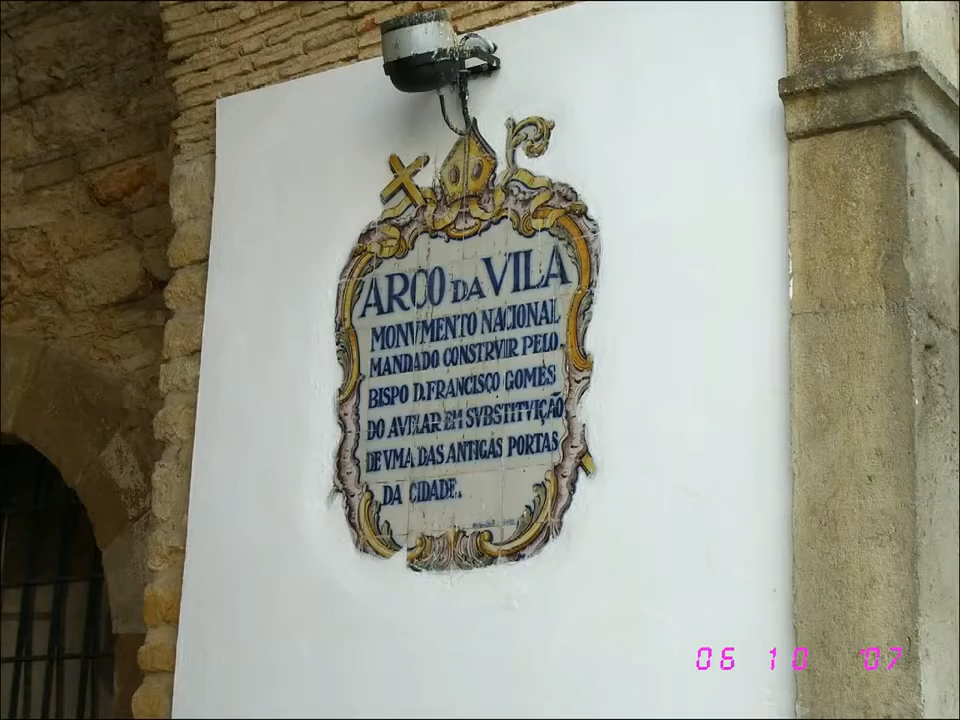 ARCO DA VILA
MONVMENTO NACIONAL
MANDADO CONSTRVIR PELO
BISPO D. FRANCISCO GOMES
DO AVELAR EM SVBSTITVIÇÃO
DE VMA DAS ANTIGAS PORTAS
DA CIDADE.
06 10 '07